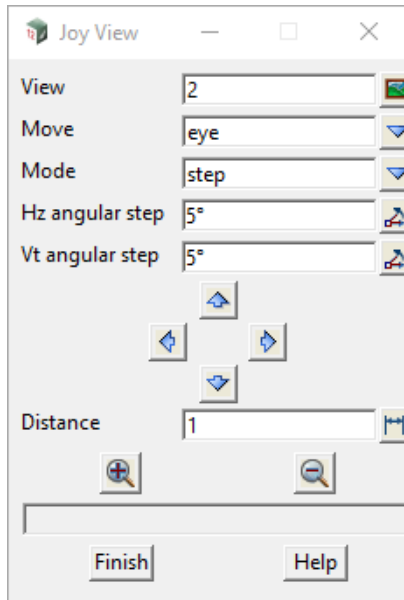 Joy View
View 2
Move eye
Mode step
Hz angular step 5°
Vt angular step 5°
Distance 1
Finish Help